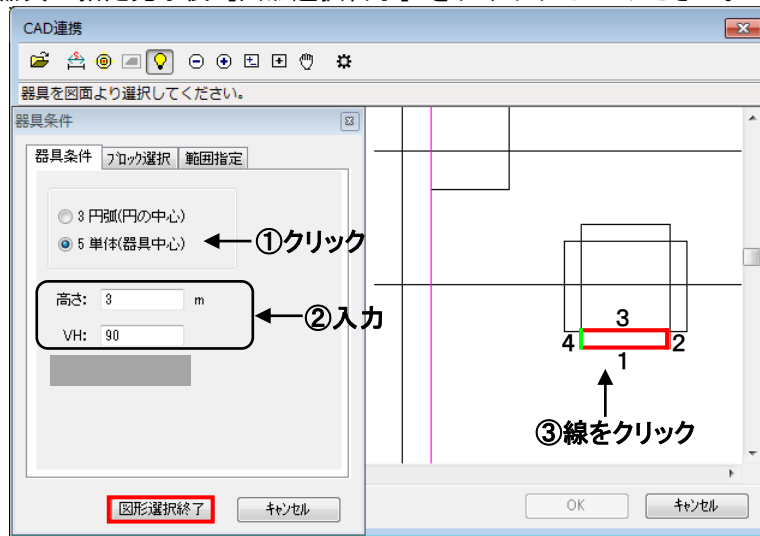 CAD連携
器具を図面より選択してください。
器具条件
器具条件 ブロック選択 範囲指定
3 円弧(円の中心)
5 単体(器具中心)
①クリック
高さ: 3 m
VH: 90
②入力
3
4 2
1
③線をクリック
図形選択終了 キャンセル
OK キャンセル